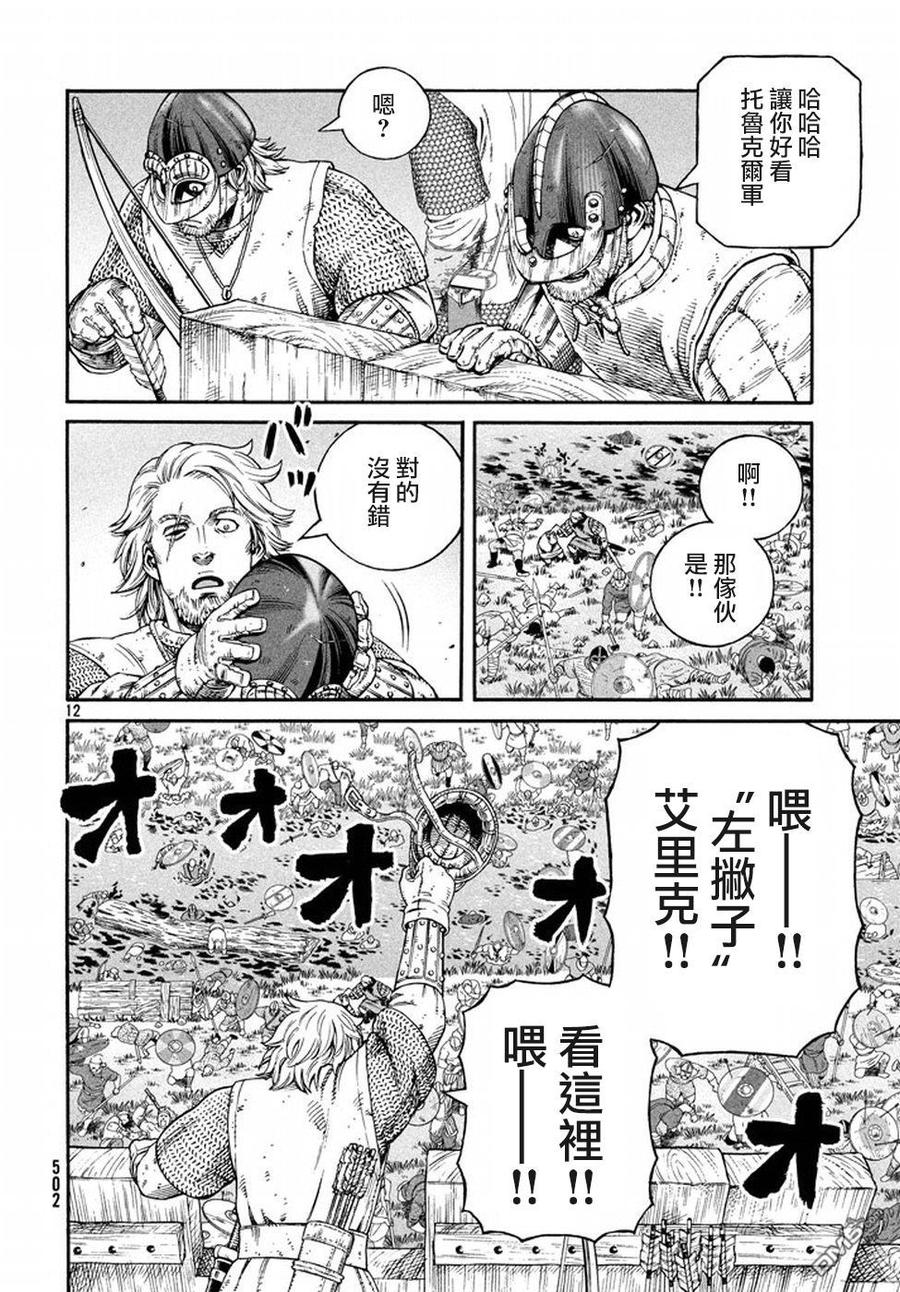 哈哈哈
讓你好看
托魯克爾軍
嗯?
啊!!
那傢伙
是!!
對的
沒有錯
バッ
12
喂——!!
“左撇子”
艾里克!!
看這裡——!!
喂——!!
オオオオオ
502
DM5